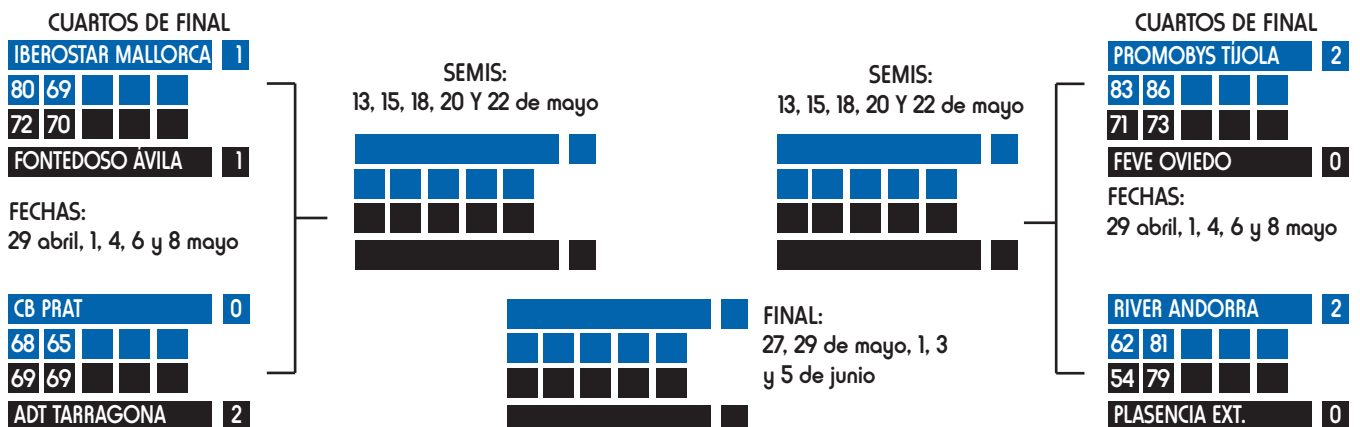 CUARTOS DE FINAL
IBEROSTAR MALLORCA 1
80 69
72 70
FONTEDOSO ÁVILA 1
FECHAS:
29 abril, 1, 4, 6 y 8 mayo
CB PRAT 0
68 65
69 69
ADT TARRAGONA 2
SEMIS:
13, 15, 18, 20 Y 22 de mayo
SEMIS:
13, 15, 18, 20 Y 22 de mayo
FINAL:
27, 29 de mayo, 1, 3
y 5 de junio
CUARTOS DE FINAL
PROMOBYS TÍJOLA 2
83 86
71 73
FEVE OVIEDO 0
FECHAS:
29 abril, 1, 4, 6 y 8 mayo
RIVER ANDORRA 2
62 81
54 79
PLASENCIA EXT. 0